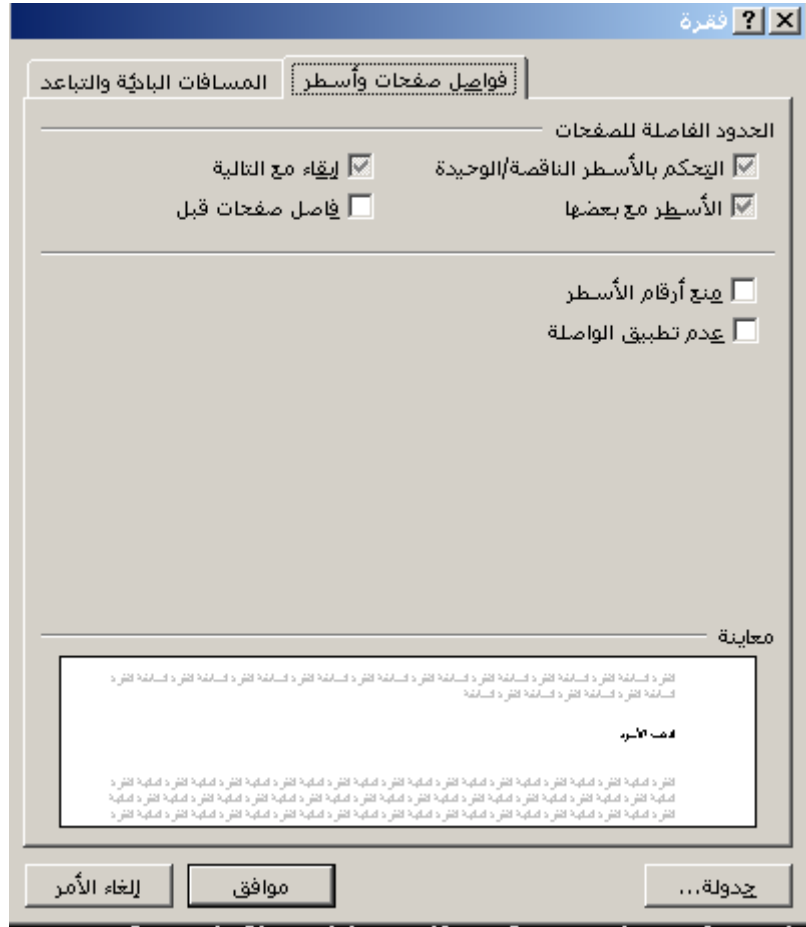 فقرة
فواصل صفحات وأسطر
المسافات البادئة والتباعد
الحدود الفاصلة للصفحات
التحكم بالأسطر الناقصة/الوحيدة
إبقاء مع التالية
الأسطر مع بعضها
فاصل صفحات قبل
منع أرقام الأسطر
عدم تطبيق الواصلة
معاينة
جدولة...
موافق
إلغاء الأمر